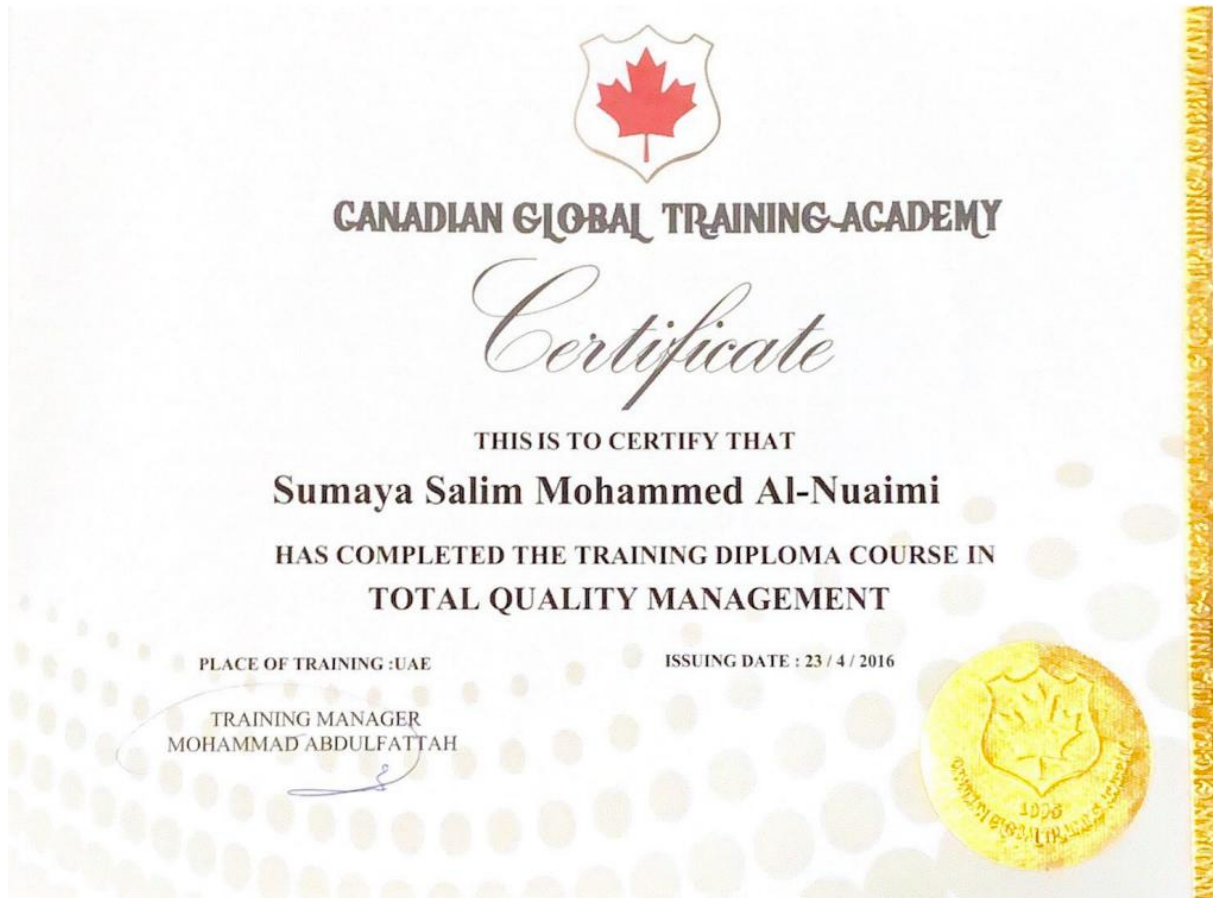 CANADIAN GLOBAL TRAINING ACADEMY
Certificate
THIS IS TO CERTIFY THAT
Sumaya Salim Mohammed Al-Nuaimi
HAS COMPLETED THE TRAINING DIPLOMA COURSE IN
TOTAL QUALITY MANAGEMENT
PLACE OF TRAINING :UAE
ISSUING DATE : 23 / 4 / 2016
TRAINING MANAGER
MOHAMMAD ABDULFATTAH